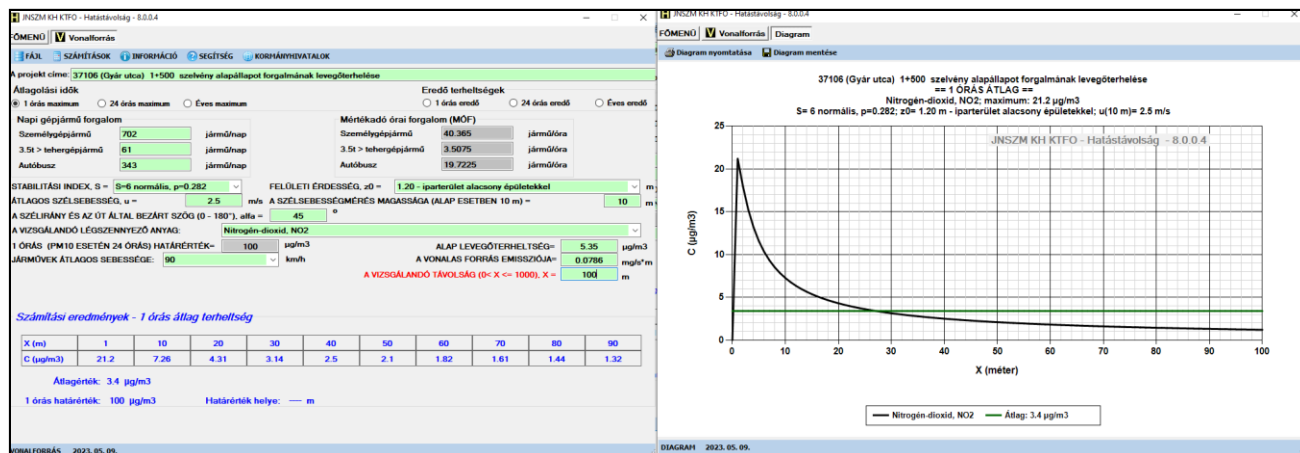 JNSZM KH KTFO - Hatástávolság - 8.0.0.4
FŐMENÜ V Vonalforrás
FÁJL SZÁMÍTÁSOK INFORMÁCIÓ SEGÍTSÉG KORMÁNYHIVATALOK
A projekt címe: 37106 (Gyár utca) 1+500 szelvény alapállapot forgalmának levegőterhelése
Átlagolási idők Eredő terheltségek
1 órás maximum 24 órás maximum Éves maximum 1 órás eredő 24 órás eredő Éves eredő
Napi gépjármű forgalom Mértékadó órai forgalom (MÓF)
Személygépjármű 702 jármű/nap Személygépjármű 40.365 jármű/óra
3.5t > tehergépjármű 61 jármű/nap 3.5t > tehergépjármű 3.5075 jármű/óra
Autóbusz 343 jármű/nap Autóbusz 19.7225 jármű/óra
STABILITÁSI INDEX, S = S=6 normális, p=0.282 FELÜLETI ÉRDESSÉG, z0 = 1.20 - iparterület alacsony épületekkel m
ÁTLAGOS SZÉLSEBESSÉG, u = 2.5 m/s A SZÉLSEBESSÉGMÉRÉS MAGASSÁGA (ALAP ESETBEN 10 m) = 10 m
A SZÉLIRÁNY ÉS AZ ÚT ÁLTAL BEZÁRT SZÖG (0 - 180°), alfa = 45 °
A VIZSGÁLANDÓ LÉGSZENNYEZŐ ANYAG: Nitrogén-dioxid, NO2
1 ÓRÁS (PM10 ESETÉN 24 ÓRÁS) HATÁRÉRTÉK= 100 µg/m3 ALAP LEVEGŐTERHELTSÉG= 5.35 µg/m3
JÁRMŰVEK ÁTLAGOS SEBESSÉGE: 90 km/h A VONALAS FORRÁS EMISSZIÓJA= 0.0786 mg/s*m
A VIZSGÁLANDÓ TÁVOLSÁG (0< X <= 1000), X = 100 m
Számítási eredmények - 1 órás átlag terheltség
X (m) 1 10 20 30 40 50 60 70 80 90
C (µg/m3) 21.2 7.26 4.31 3.14 2.5 2.1 1.82 1.61 1.44 1.32
Átlagérték: 3.4 µg/m3
1 órás határérték: 100 µg/m3 Határérték helye: --- m
VONALFORRÁS 2023. 05. 09.
JNSZM KH KTFO - Hatástávolság - 8.0.0.4
FŐMENÜ V Vonalforrás Diagram
Diagram nyomtatása Diagram mentése
37106 (Gyár utca) 1+500 szelvény alapállapot forgalmának levegőterhelése
== 1 ÓRÁS ÁTLAG ==
Nitrogén-dioxid, NO2; maximum: 21.2 µg/m3
S= 6 normális, p=0.282; z0= 1.20 m - iparterület alacsony épületekkel; u(10 m)= 2.5 m/s
JNSZM KH KTFO - Hatástávolság - 8.0.0.4
25
20
15
10
5
0
C (µg/m3)
0 10 20 30 40 50 60 70 80 90 100
X (méter)
Nitrogén-dioxid, NO2 Átlag: 3.4 µg/m3
DIAGRAM 2023. 05. 09.